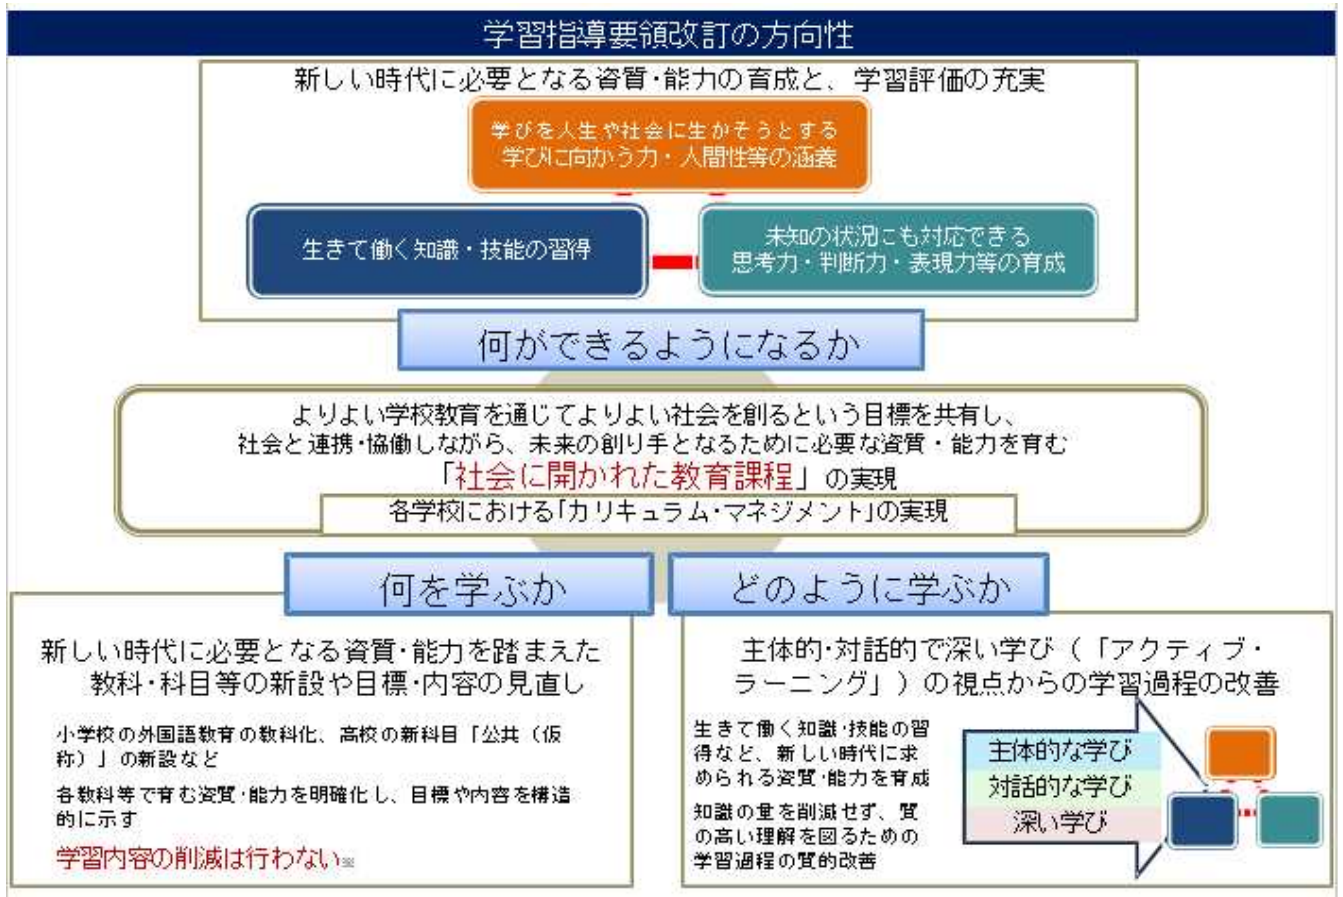 学習指導要領改訂の方向性
新しい時代に必要となる資質・能力の育成と、学習評価の充実
学びを人生や社会に生かそうとする
学びに向かう力・人間性等の涵養
生きて働く知識・技能の習得
未知の状況にも対応できる
思考力・判断力・表現力等の育成
何ができるようになるか
よりよい学校教育を通じてよりよい社会を創るという目標を共有し、
社会と連携・協働しながら、未来の創り手となるために必要な資質・能力を育む
「社会に開かれた教育課程」の実現
各学校における「カリキュラム・マネジメント」の実現
何を学ぶか
新しい時代に必要となる資質・能力を踏まえた
教科・科目等の新設や目標・内容の見直し
小学校の外国語教育の教科化、高校の新科目「公共（仮
称）」の新設など
各教科等で育む資質・能力を明確化し、目標や内容を構造
的に示す
学習内容の削減は行わない※
どのように学ぶか
主体的・対話的で深い学び（「アクティブ・
ラーニング」）の視点からの学習過程の改善
生きて働く知識・技能の習
得など、新しい時代に求
められる資質・能力を育成
知識の量を削減せず、質
の高い理解を図るための
学習過程の質的改善
主体的な学び
対話的な学び
深い学び